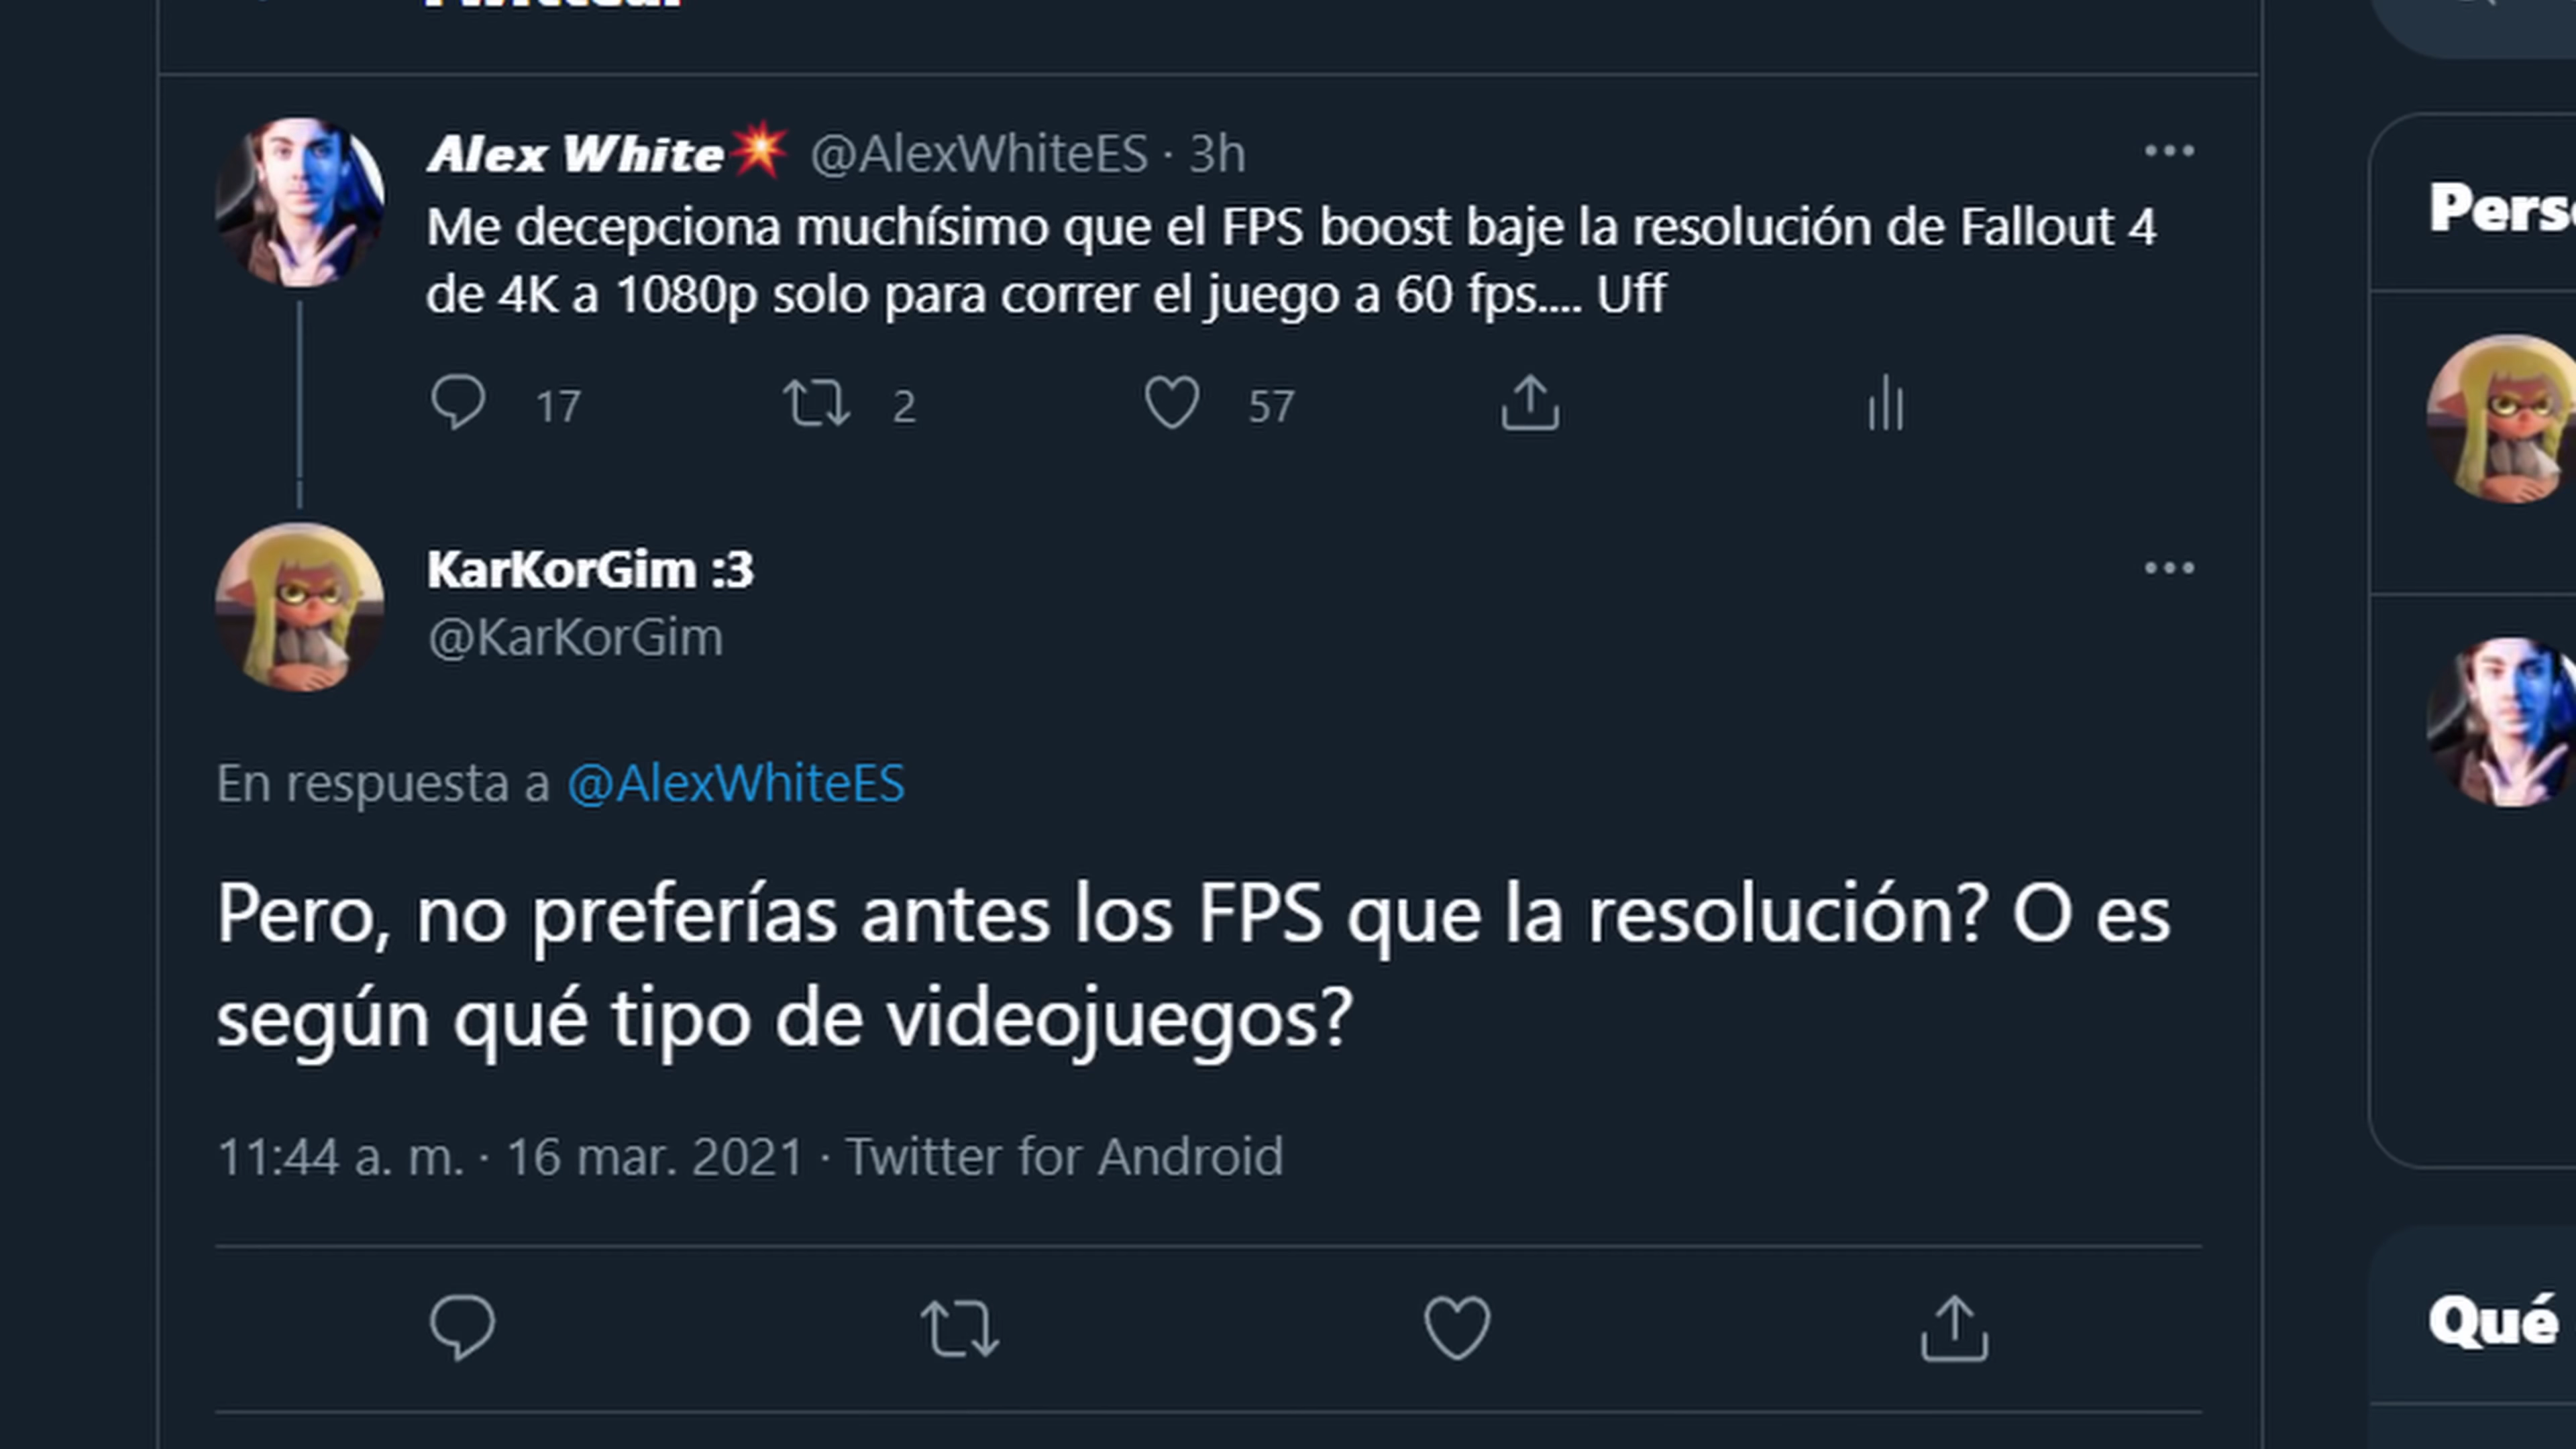 Alex White💥 @AlexWhiteES · 3h
Me decepciona muchísimo que el FPS boost baje la resolución de Fallout 4
de 4K a 1080p solo para correr el juego a 60 fps.... Uff
17 2 57
KarKorGim :3
@KarKorGim
En respuesta a @AlexWhiteES
Pero, no preferías antes los FPS que la resolución? O es
según qué tipo de videojuegos?
11:44 a. m. · 16 mar. 2021 · Twitter for Android
Qué